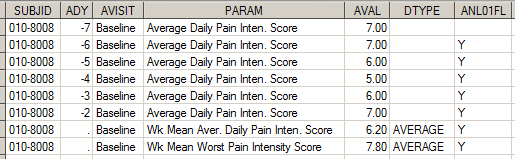 SUBJID ADY AVISIT PARAM AVAL DTYPE ANL01FL
010-8008 -7 Baseline Average Daily Pain Inten. Score 7.00
010-8008 -6 Baseline Average Daily Pain Inten. Score 7.00 Y
010-8008 -5 Baseline Average Daily Pain Inten. Score 6.00 Y
010-8008 -4 Baseline Average Daily Pain Inten. Score 5.00 Y
010-8008 -3 Baseline Average Daily Pain Inten. Score 6.00 Y
010-8008 -2 Baseline Average Daily Pain Inten. Score 7.00 Y
010-8008 . Baseline Wk Mean Aver. Daily Pain Inten. Score 6.20 AVERAGE Y
010-8008 . Baseline Wk Mean Worst Pain Intensity Score 7.80 AVERAGE Y